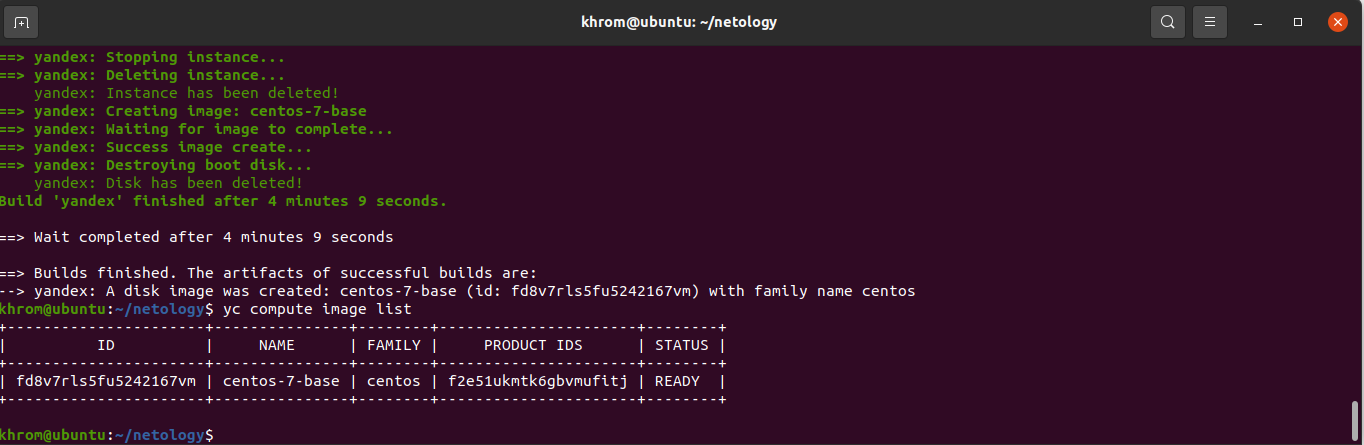 khrom@ubuntu: ~/netology
==> yandex: Stopping instance...
==> yandex: Deleting instance...
    yandex: Instance has been deleted!
==> yandex: Creating image: centos-7-base
==> yandex: Waiting for image to complete...
==> yandex: Success image create...
==> yandex: Destroying boot disk...
    yandex: Disk has been deleted!
Build 'yandex' finished after 4 minutes 9 seconds.

==> Wait completed after 4 minutes 9 seconds

==> Builds finished. The artifacts of successful builds are:
--> yandex: A disk image was created: centos-7-base (id: fd8v7rls5fu5242167vm) with family name centos
khrom@ubuntu:~/netology$ yc compute image list
+----------------------+---------------+--------+----------------------+--------+
|          ID          |     NAME      | FAMILY |     PRODUCT IDS      | STATUS |
+----------------------+---------------+--------+----------------------+--------+
| fd8v7rls5fu5242167vm | centos-7-base | centos | f2e51ukmtk6gbvmufitj | READY  |
+----------------------+---------------+--------+----------------------+--------+

khrom@ubuntu:~/netology$